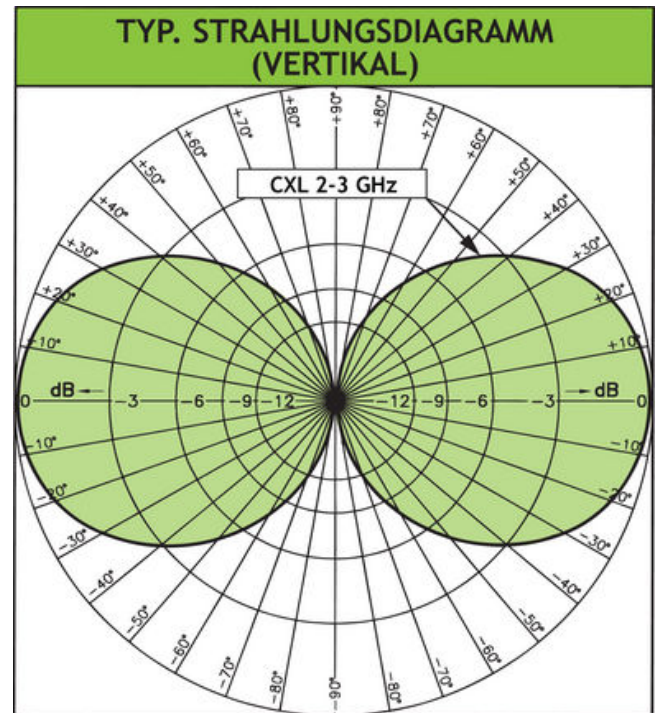 TYP. STRAHLUNGSDIAGRAMM
(VERTIKAL)
+80° +90° +80°
+70° +70°
+60° +60°
+50° +50°
CXL 2-3 GHz
+40° +40°
+30° +30°
+20° +20°
+10° +10°
dB dB
0 -3 -6 -9 -12 -12 -9 -6 -3 0
-10° -10°
-20° -20°
-30° -30°
-40° -40°
-50° -50°
-60° -60°
-70° -70°
-80° -90° -80°